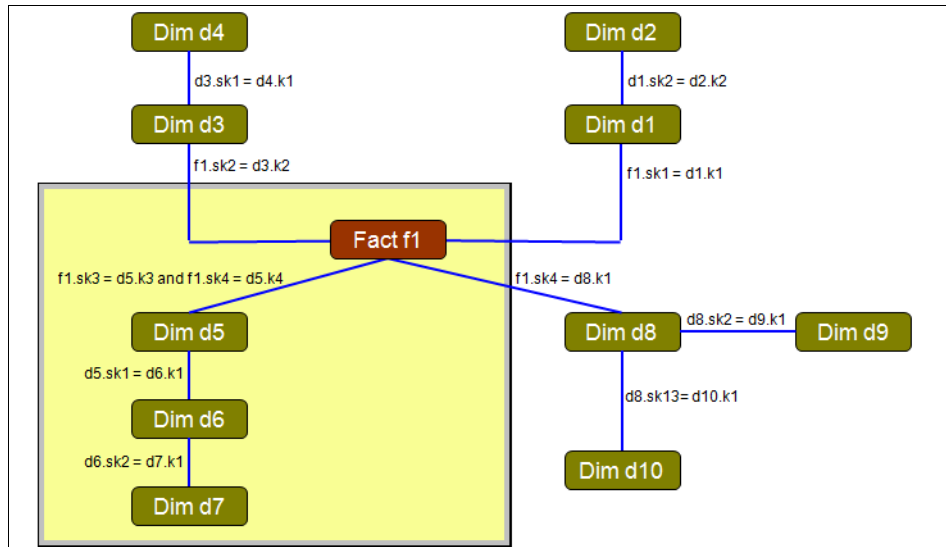 Dim d4
Dim d2
d3.sk1 = d4.k1
d1.sk2 = d2.k2
Dim d3
Dim d1
f1.sk2 = d3.k2
f1.sk1 = d1.k1
Fact f1
f1.sk3 = d5.k3 and f1.sk4 = d5.k4
f1.sk4 = d8.k1
Dim d5
Dim d8
d8.sk2 = d9.k1
Dim d9
d5.sk1 = d6.k1
d8.sk13= d10.k1
Dim d6
d6.sk2 = d7.k1
Dim d10
Dim d7